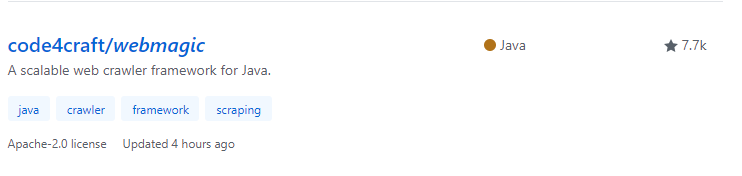 code4craft/webmagic
Java
7.7k
A scalable web crawler framework for Java.
java crawler framework scraping
Apache-2.0 license Updated 4 hours ago